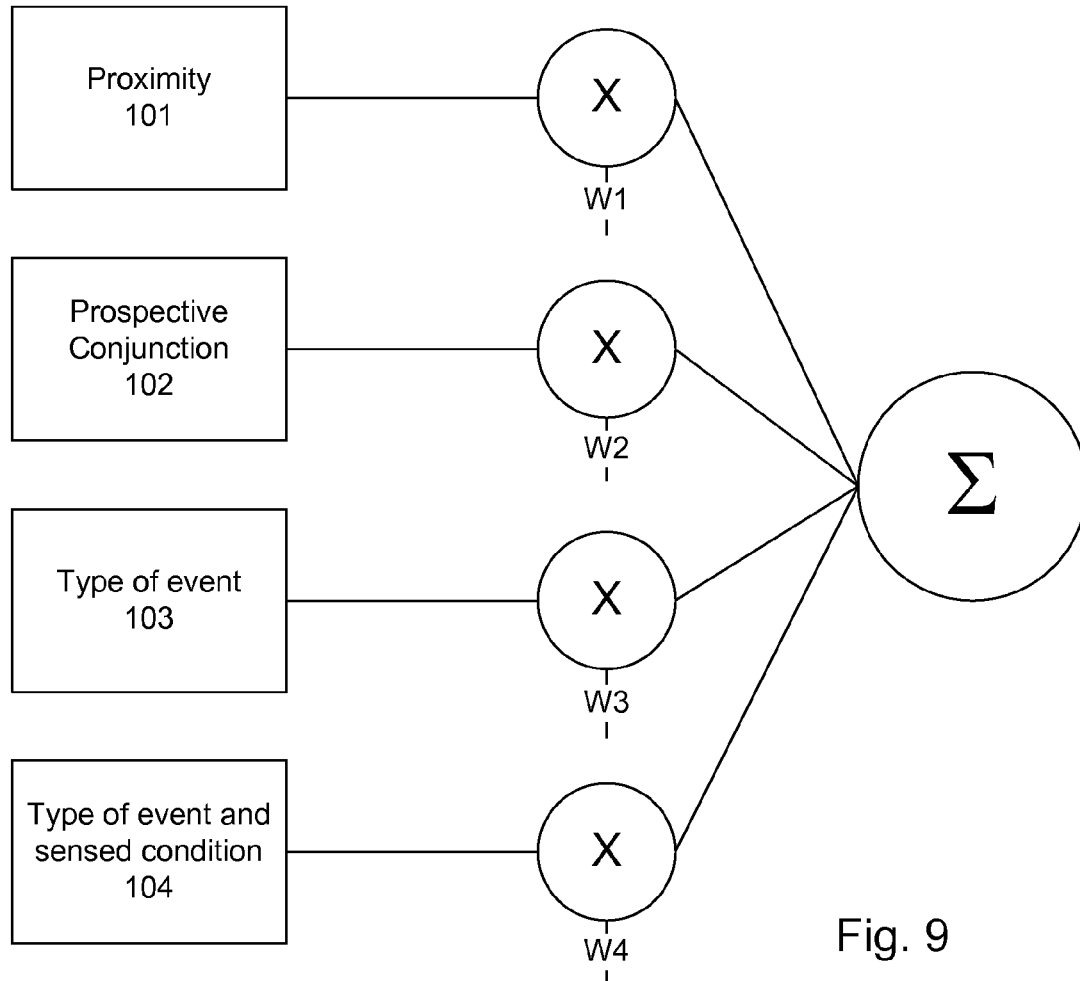 Proximity
101
X
W1
Prospective
Conjunction
102
X
W2
Σ
Type of event
103
X
W3
Type of event and
sensed condition
104
X
W4
Fig. 9